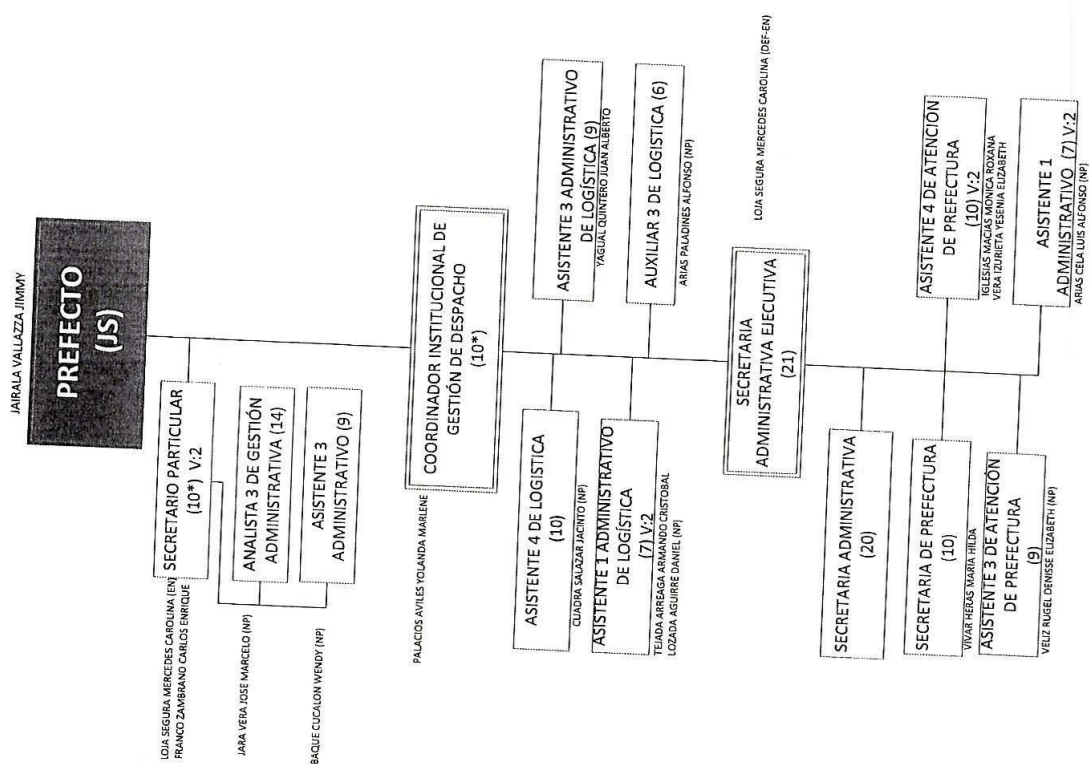 JAIRALA VALLAZZA JIMMY
PREFECTO
(JS)
LOJA SEGURA MERCEDES CAROLINA (EN)
FRANCO ZAMBRANO CARLOS ENRIQUE
SECRETARIO PARTICULAR
(10*) V:2
JARA VERA JOSE MARCELO (NP)
ANALISTA 3 DE GESTIÓN
ADMINISTRATIVA (14)
BAQUE CUCALON WENDY (NP)
ASISTENTE 3
ADMINISTRATIVO (9)
PALACIOS AVILES YOLANDA MARLENE
COORDINADOR INSTITUCIONAL DE
GESTIÓN DE DESPACHO
(10*)
ASISTENTE 4 DE LOGISTICA
(10)
CUADRA SALAZAR JACINTO (NP)
ASISTENTE 3 ADMINISTRATIVO
DE LOGÍSTICA (9)
YAGUAL QUINTERO JUAN ALBERTO
ASISTENTE 1 ADMINISTRATIVO
DE LOGÍSTICA
(7) V:2
TEJADA ARREAGA ARMANDO CRISTOBAL
LOZADA AGUIRRE DANIEL (NP)
AUXILIAR 3 DE LOGISTICA (6)
ARIAS PALADINES ALFONSO (NP)
LOJA SEGURA MERCEDES CAROLINA (DEF-EN)
SECRETARIA
ADMINISTRATIVA EJECUTIVA
(21)
SECRETARIA ADMINISTRATIVA
(20)
SECRETARIA DE PREFECTURA
(10)
VIVAR HERAS MARIA HILDA
ASISTENTE 4 DE ATENCIÓN
DE PREFECTURA
(10) V:2
IGLESIAS MACIAS MONICA ROXANA
VERA IZURIETA YESENIA ELIZABETH
ASISTENTE 3 DE ATENCIÓN
DE PREFECTURA
(9)
VELIZ RUGEL DENISSE ELIZABETH (NP)
ASISTENTE 1
ADMINISTRATIVO (7) V:2
ARIAS CELA LUIS ALFONSO (NP)